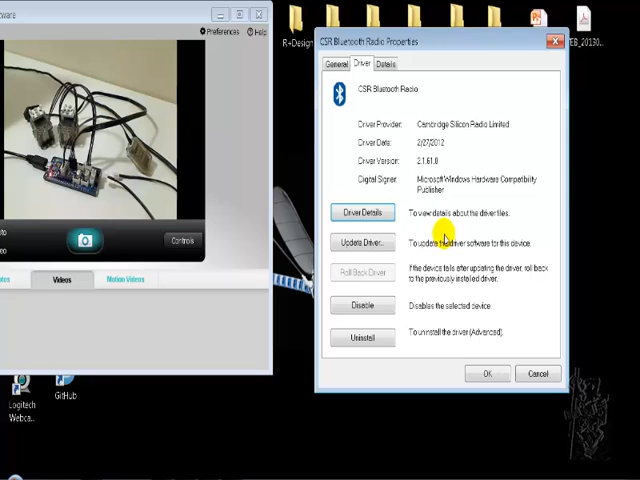 ftware
Preferences
Help
oto
eo
Controls
otes
Videos
Motion Videos
Logitech
Webca...
GitHub
R+Design
EB_20130...
CSR Bluetooth Radio Properties
General
Driver
Details
CSR Bluetooth Radio
Driver Provider:
Cambridge Silicon Radio Limited
Driver Date:
2/27/2012
Driver Version:
2.1.61.0
Digital Signer:
Microsoft Windows Hardware Compatibility
Publisher
Driver Details
To view details about the driver files.
Update Driver...
To update the driver software for this device.
Roll Back Driver
If the device fails after updating the driver, roll back
to the previously installed driver.
Disable
Disables the selected device.
Uninstall
To uninstall the driver (Advanced).
OK
Cancel